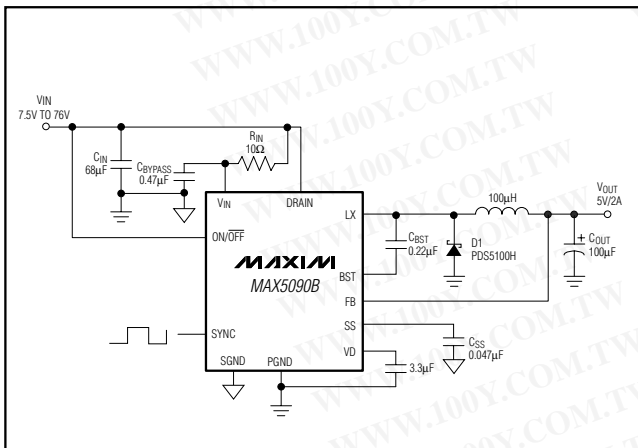 WWW.100Y.COM.TW
VIN
7.5V TO 76V
CIN
68µF
CBYPASS
0.47µF
RIN
10Ω
VIN
DRAIN
LX
100µH
VOUT
5V/2A
ON/OFF
MAXIM
MAX5090B
CBST
0.22µF
D1
PDS5100H
COUT
100µF
+
BST
FB
SYNC
SS
CSS
0.047µF
VD
3.3µF
SGND
PGND